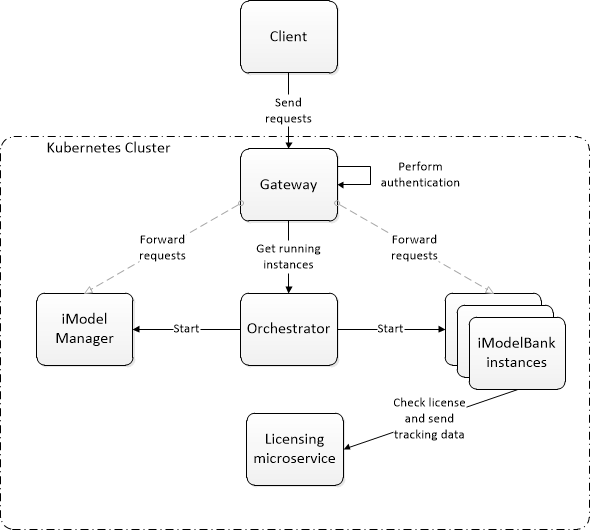 Client
Send
requests
Kubernetes Cluster
Gateway
Perform
authentication
Forward
requests
Get running
instances
Forward
requests
iModel
Manager
Start
Orchestrator
Start
iModelBank
instances
Check license
and send
tracking data
Licensing
microservice